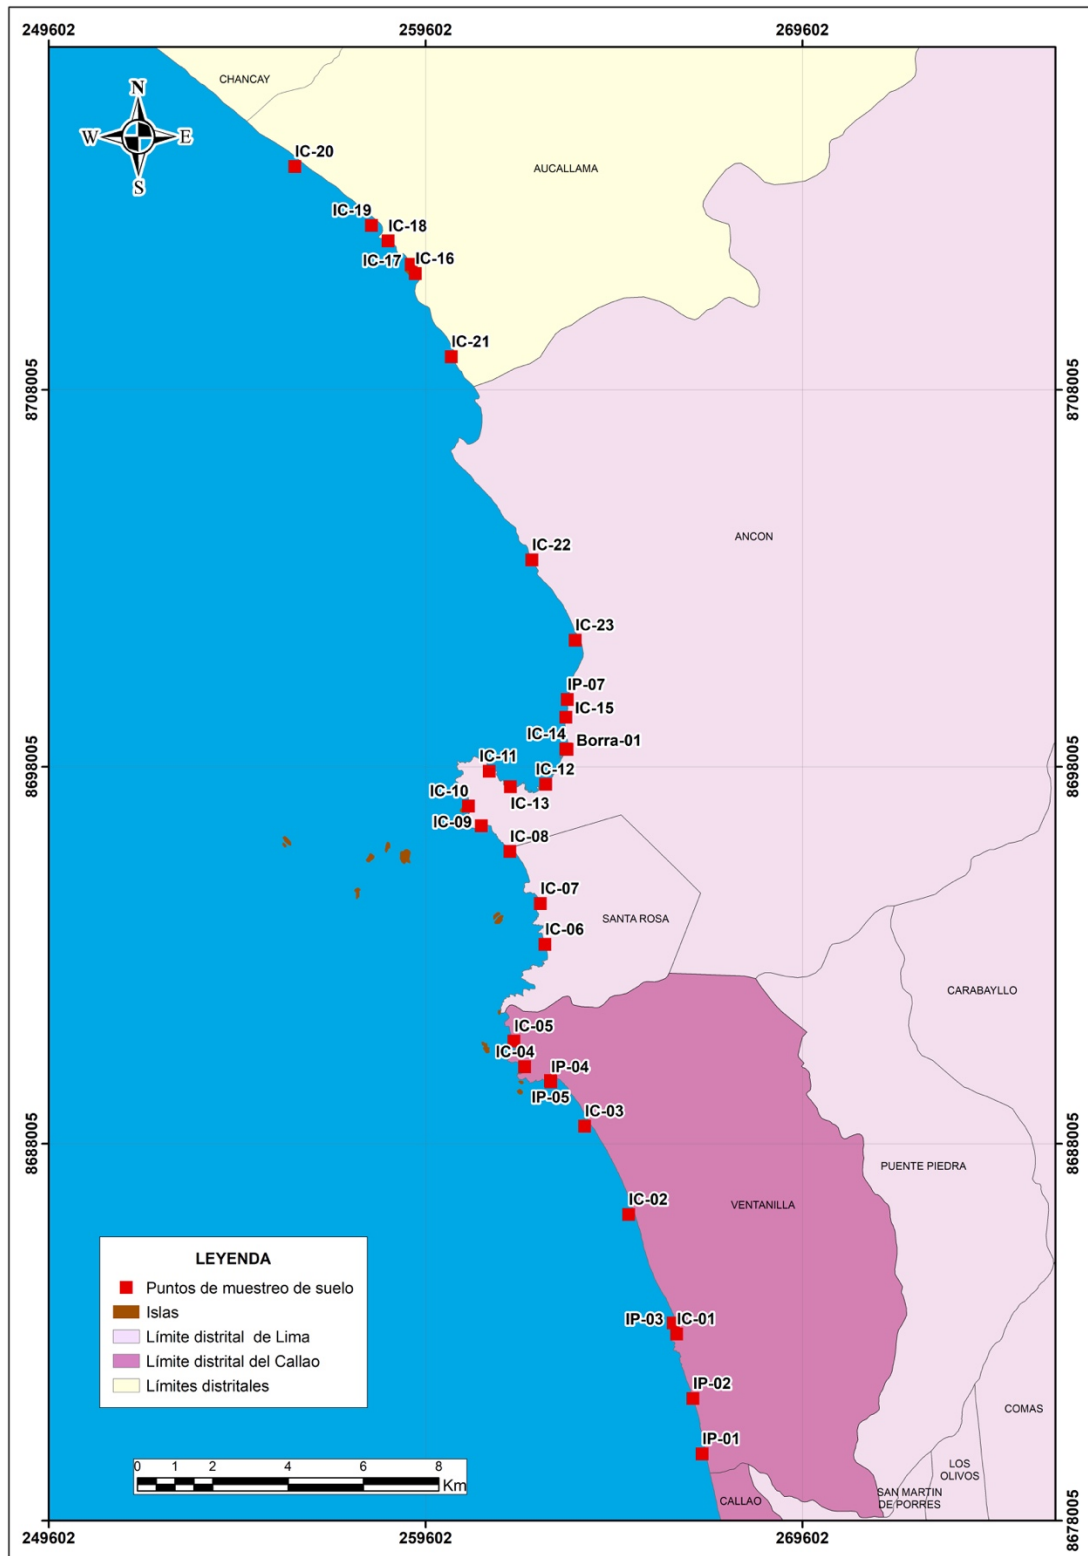 249602
259602
269602
CHANCAY
N
W
E
S
IC-20
AUCALLAMA
IC-19
IC-18
IC-17
IC-16
IC-21
8708005
8708005
IC-22
ANCON
IC-23
IP-07
IC-15
IC-14
Borra-01
IC-11
IC-12
8698005
8698005
IC-10
IC-13
IC-09
IC-08
IC-07
SANTA ROSA
IC-06
CARABAYLLO
IC-05
IC-04
IP-04
IP-05
IC-03
8688005
8688005
PUENTE PIEDRA
IC-02
VENTANILLA
LEYENDA
Puntos de muestreo de suelo
Islas
Límite distrital de Lima
Límite distrital del Callao
Límites distritales
IP-03
IC-01
IP-02
IP-01
COMAS
LOS
OLIVOS
SAN MARTIN
DE PORRES
CALLAO
0 1 2 4 6 8
Km
8678005
249602
259602
269602